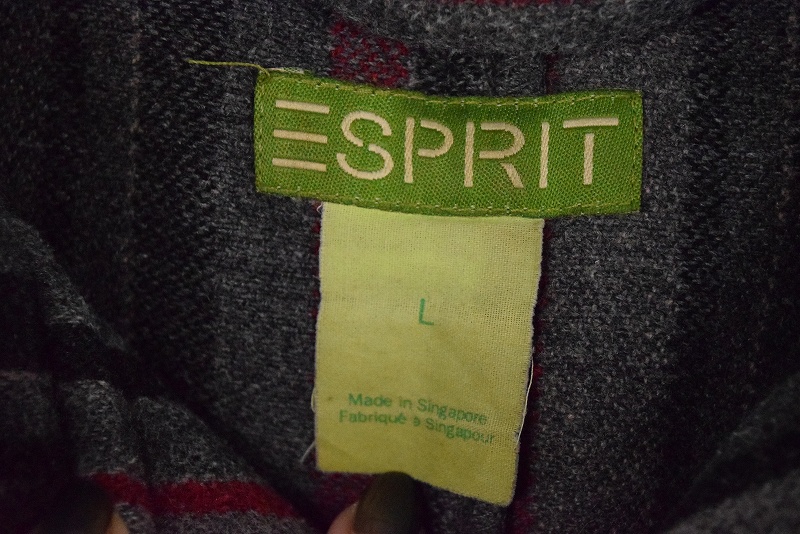 ESPRIT
L
Made in Singapore
Fabriqué à Singapour